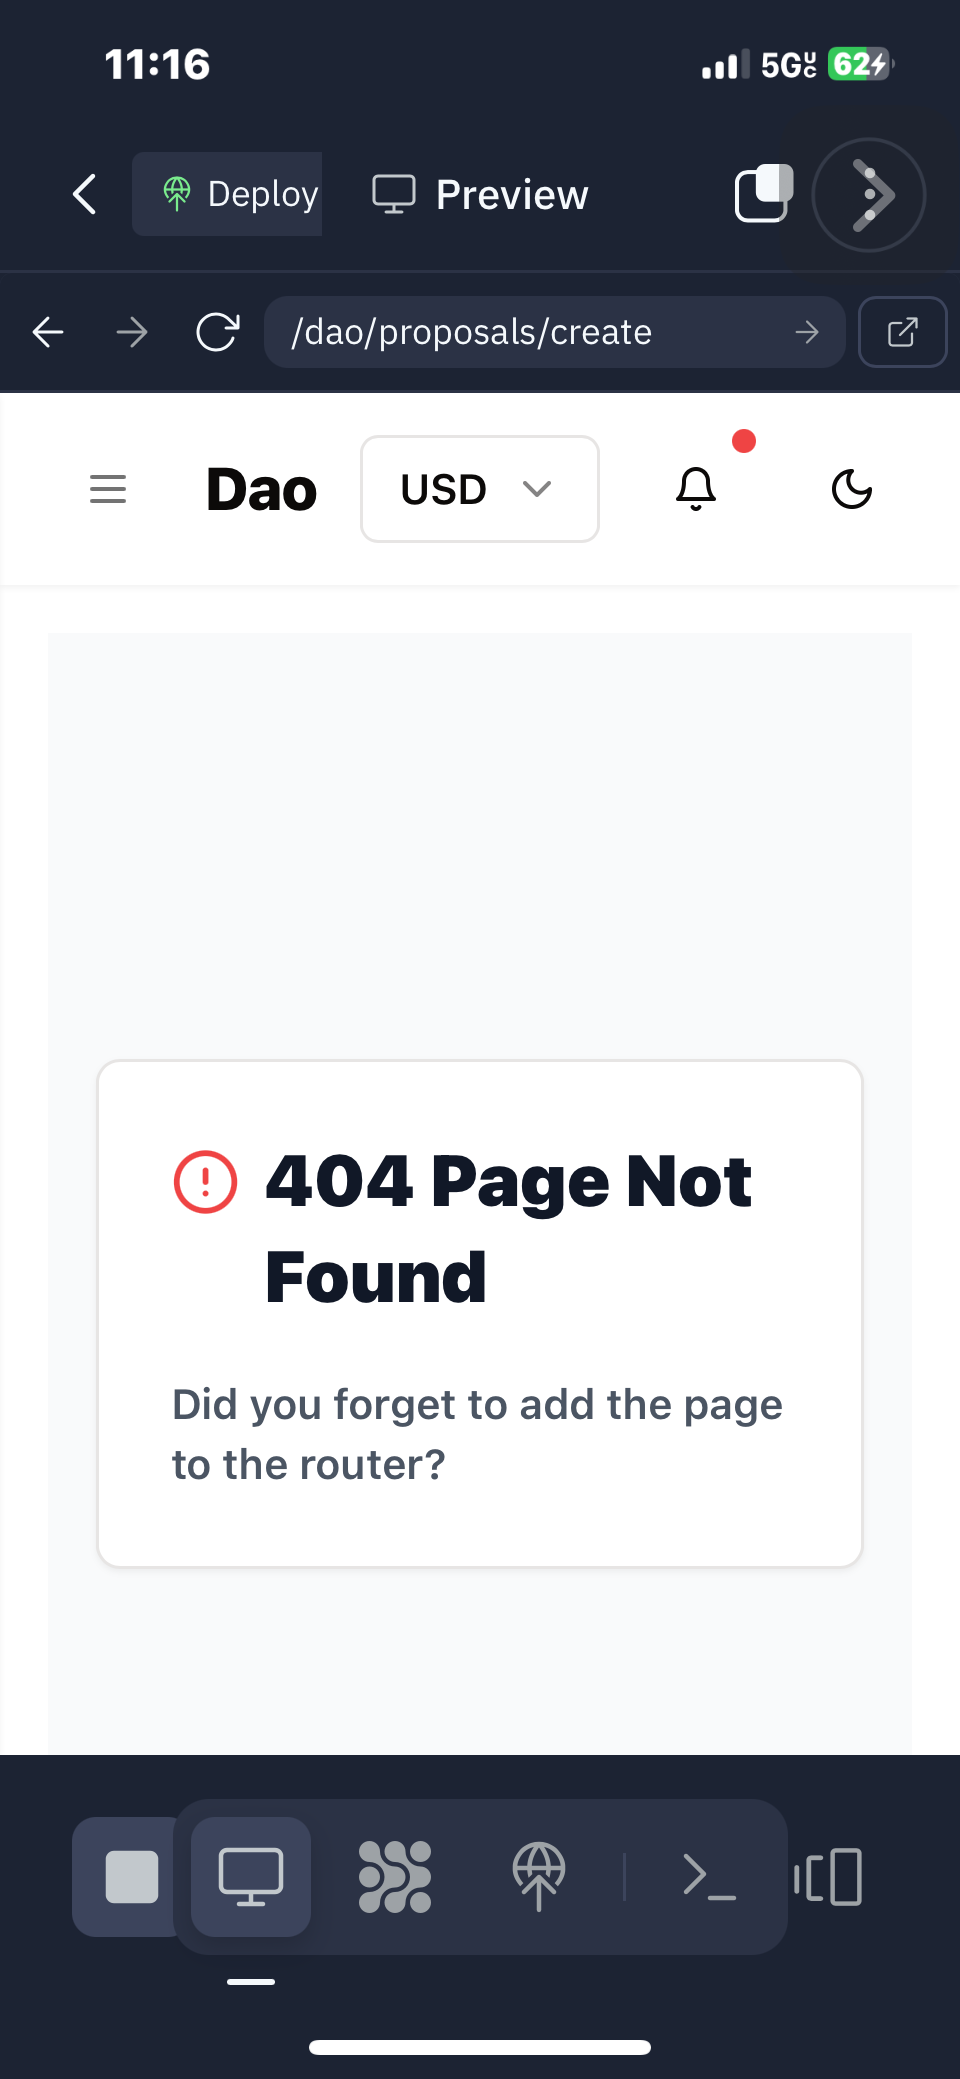 11:16
5G UC 62
Deploy
Preview
/dao/proposals/create
Dao
USD
404 Page Not
Found
Did you forget to add the page
to the router?